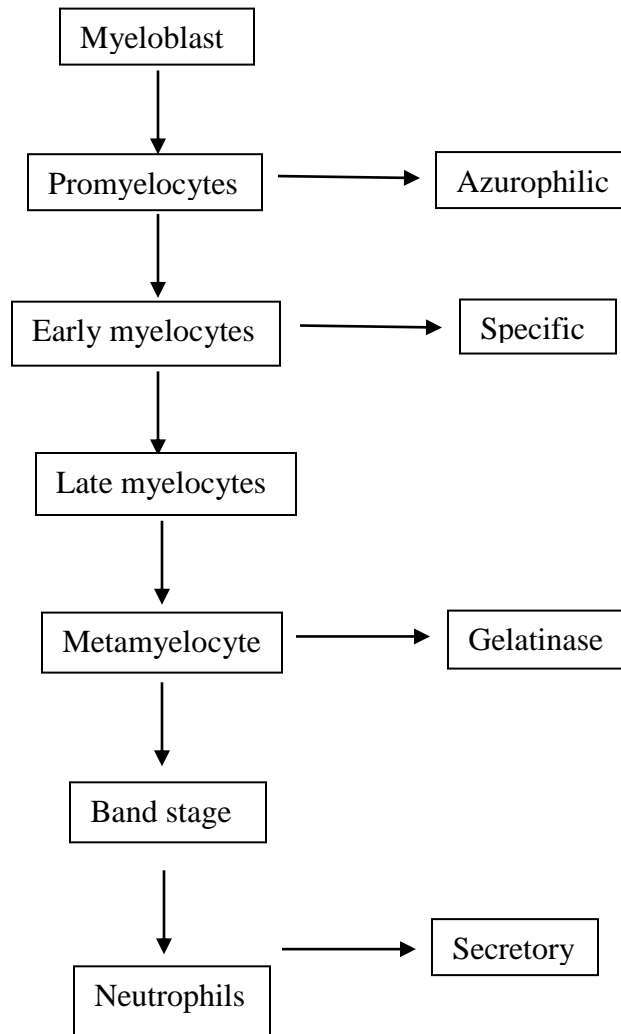 Myeloblast
Promyelocytes
Azurophilic
Early myelocytes
Specific
Late myelocytes
Metamyelocyte
Gelatinase
Band stage
Secretory
Neutrophils